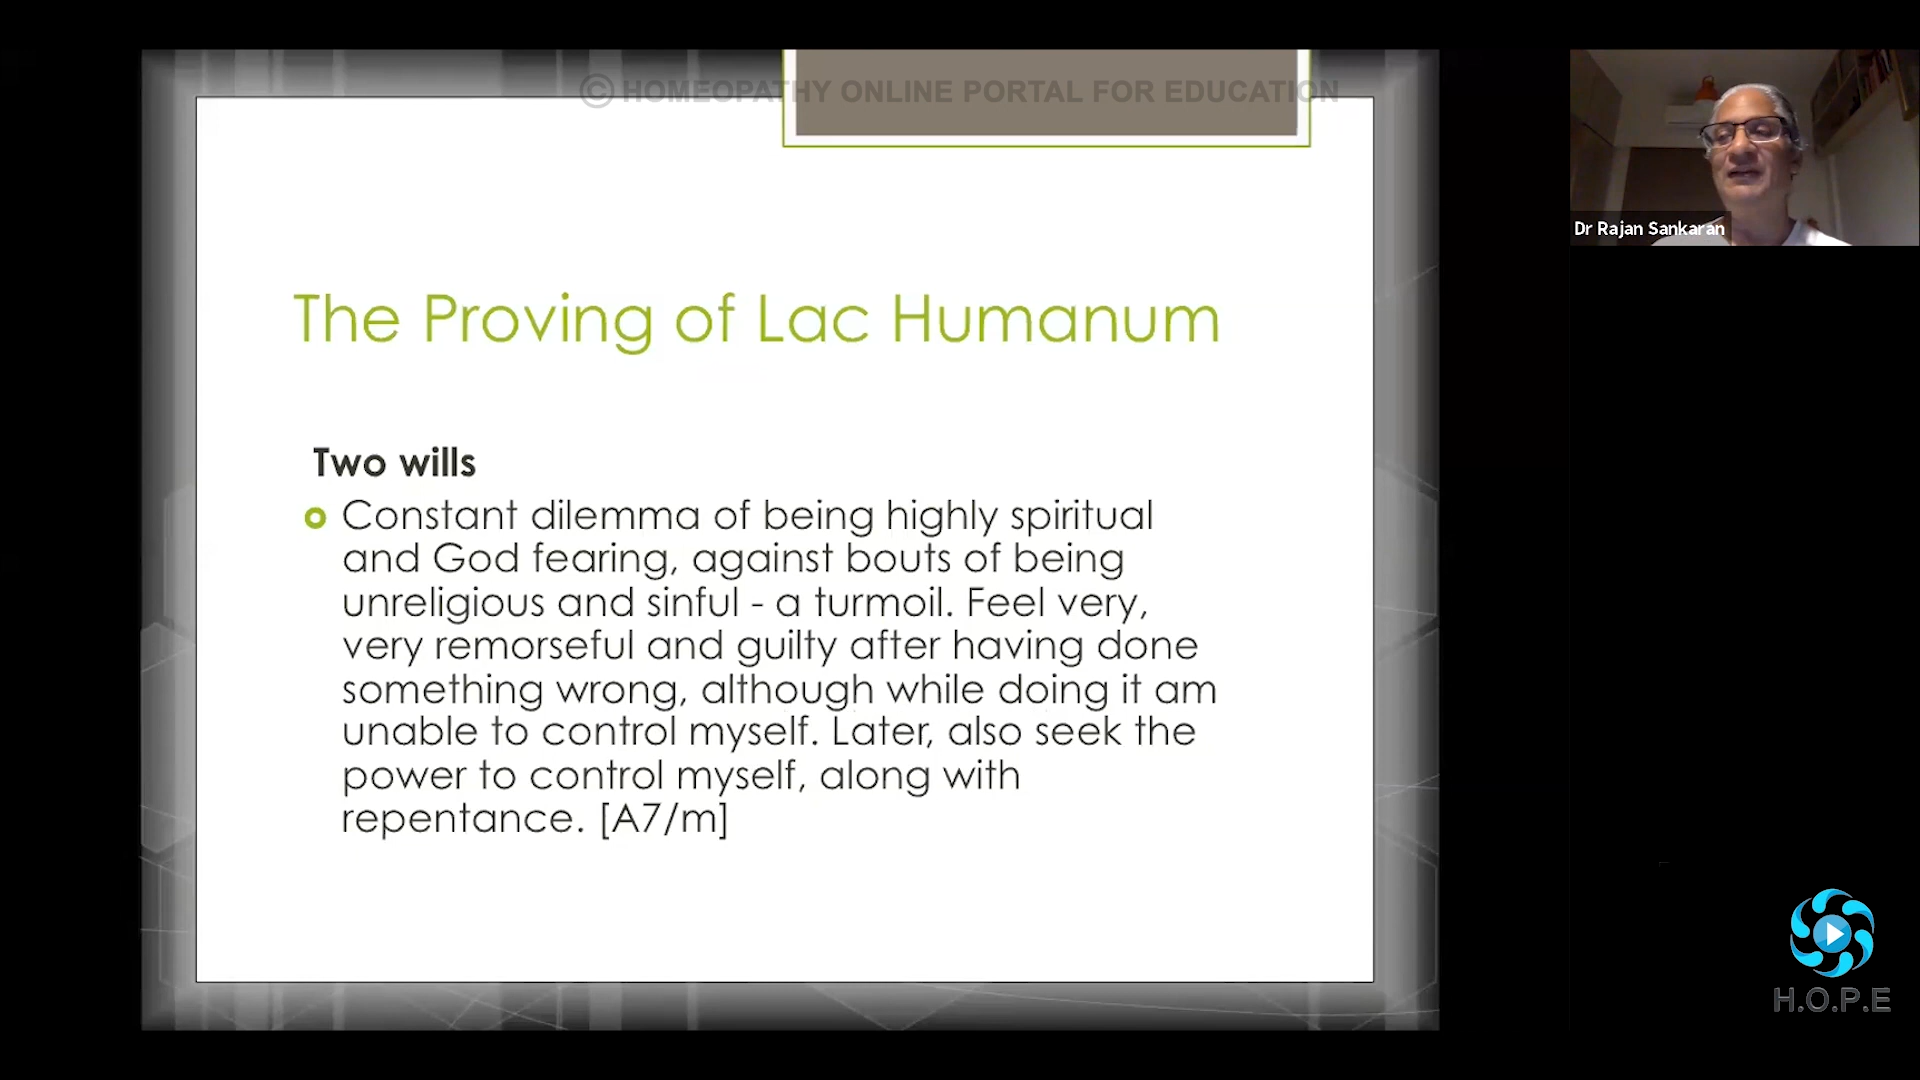 © HOMEOPATHY ONLINE PORTAL FOR EDUCATION
Dr Rajan Sankaran
The Proving of Lac Humanum
Two wills
Constant dilemma of being highly spiritual
and God fearing, against bouts of being
unreligious and sinful - a turmoil. Feel very,
very remorseful and guilty after having done
something wrong, although while doing it am
unable to control myself. Later, also seek the
power to control myself, along with
repentance. [A7/m]
H.O.P.E